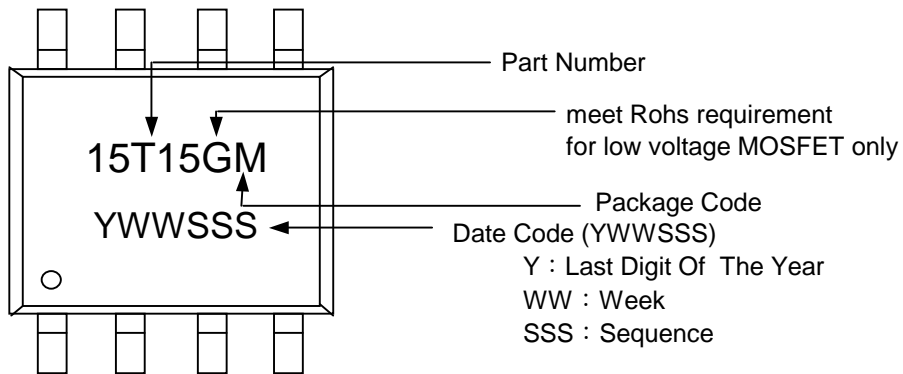 Part Number
meet Rohs requirement
for low voltage MOSFET only
15T15GM
Package Code
YWWSSS
Date Code (YWWSSS)
Y：Last Digit Of The Year
WW：Week
SSS：Sequence